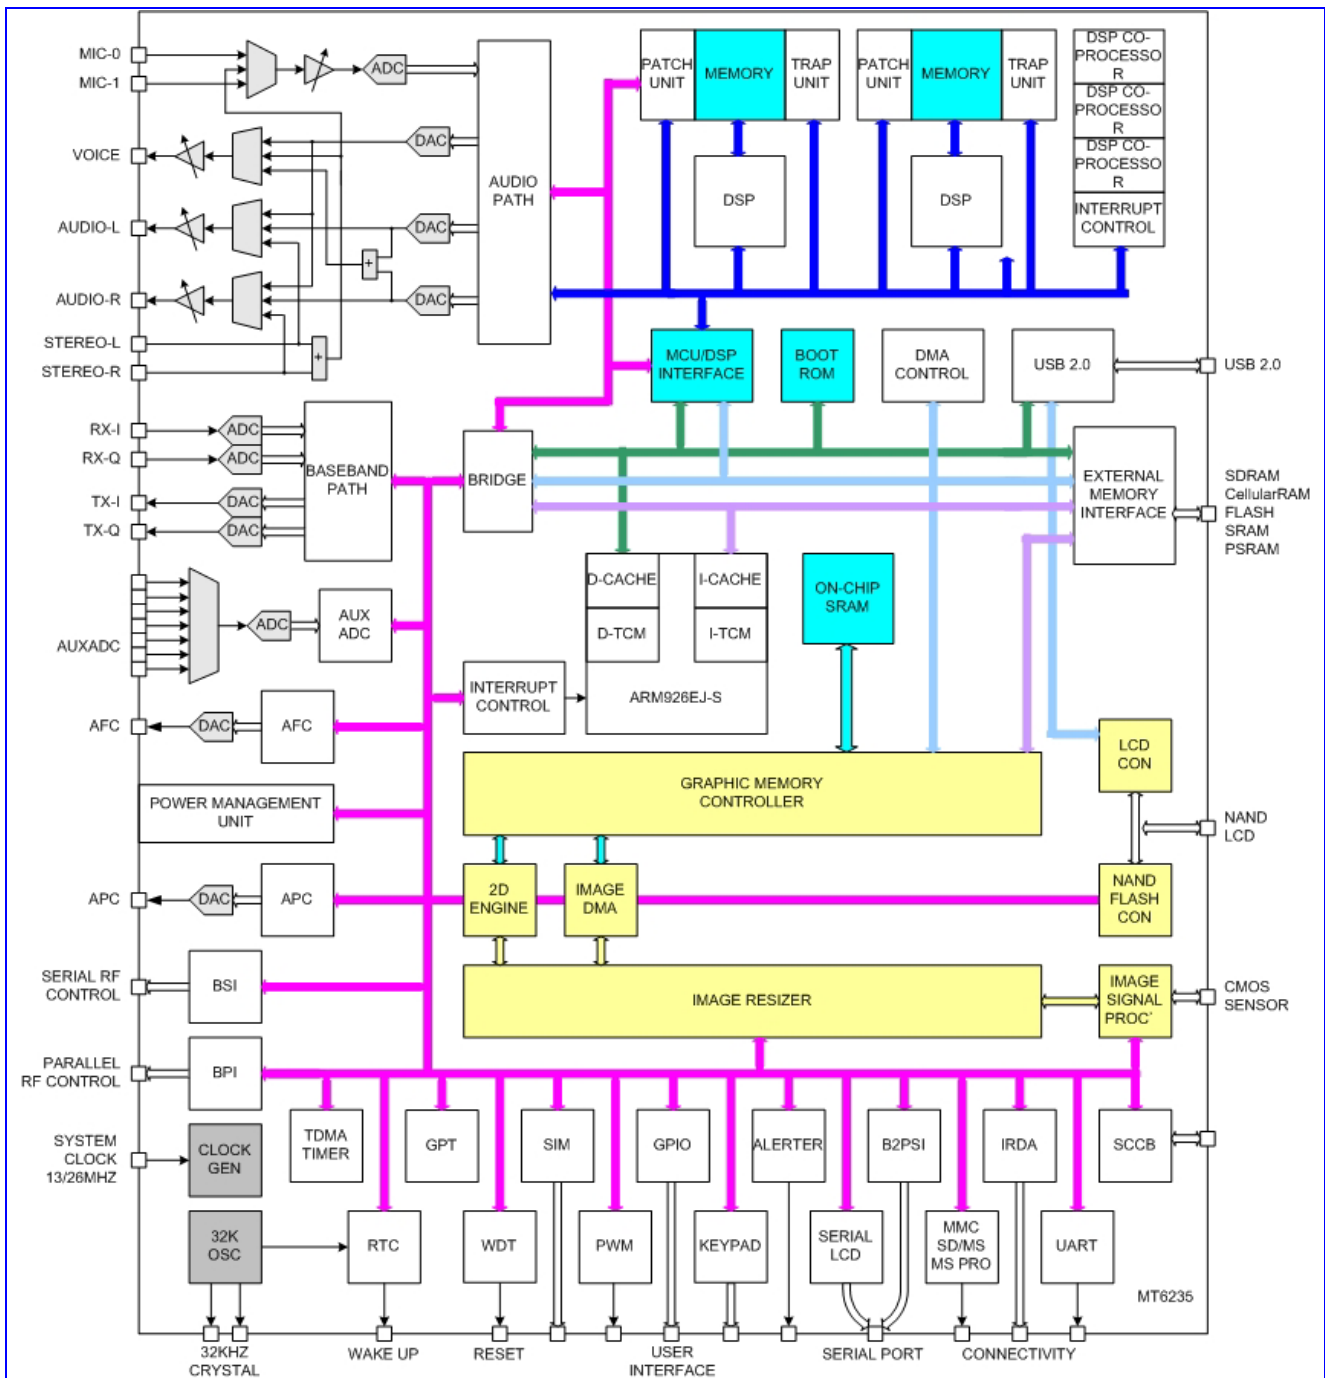 MIC-0
MIC-1
VOICE
AUDIO-L
AUDIO-R
STEREO-L
STEREO-R
ADC
DAC
DAC
DAC
+
+
AUDIO
PATH
PATCH
UNIT
MEMORY
TRAP
UNIT
DSP
PATCH
UNIT
MEMORY
TRAP
UNIT
DSP
DSP CO-
PROCESSO
R
DSP CO-
PROCESSO
R
DSP CO-
PROCESSO
R
INTERRUPT
CONTROL
MCU/DSP
INTERFACE
BOOT
ROM
DMA
CONTROL
USB 2.0
USB 2.0
RX-I
RX-Q
TX-I
TX-Q
ADC
ADC
DAC
DAC
BASEBAND
PATH
BRIDGE
EXTERNAL
MEMORY
INTERFACE
SDRAM
CellularRAM
FLASH
SRAM
PSRAM
AUXADC
ADC
AUX
ADC
D-CACHE
I-CACHE
D-TCM
I-TCM
ARM926EJ-S
ON-CHIP
SRAM
INTERRUPT
CONTROL
AFC
DAC
AFC
LCD
CON
GRAPHIC MEMORY
CONTROLLER
POWER MANAGEMENT
UNIT
NAND
LCD
APC
DAC
APC
2D
ENGINE
IMAGE
DMA
NAND
FLASH
CON
SERIAL RF
CONTROL
BSI
IMAGE RESIZER
IMAGE
SIGNAL
PROC'
CMOS
SENSOR
PARALLEL
RF CONTROL
BPI
SYSTEM
CLOCK
13/26MHZ
CLOCK
GEN
TDMA
TIMER
GPT
SIM
GPIO
ALERTER
B2PSI
IRDA
SCCB
32K
OSC
RTC
WDT
PWM
KEYPAD
SERIAL
LCD
MMC
SD/MS
MS PRO
UART
MT6235
32KHZ
CRYSTAL
WAKE UP
RESET
USER
INTERFACE
SERIAL PORT
CONNECTIVITY